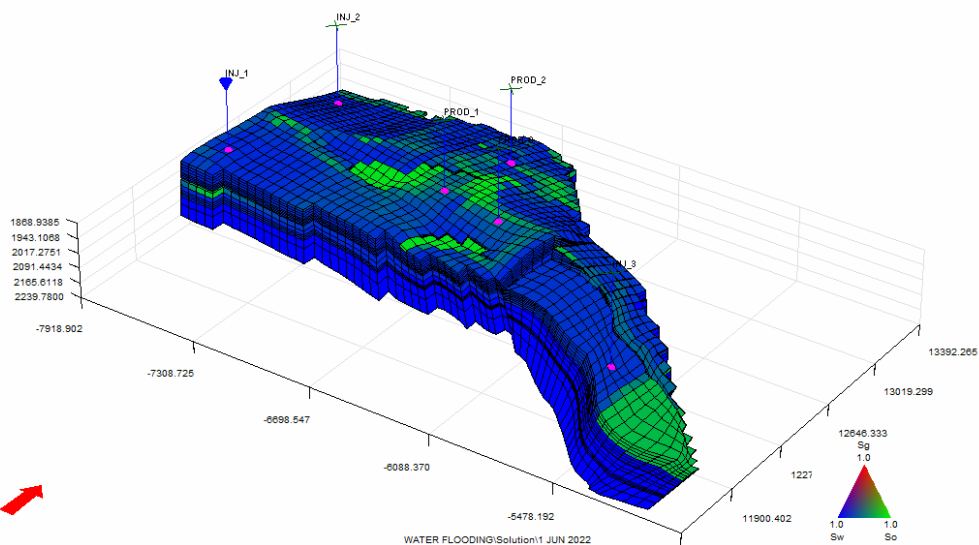 INJ_2
INJ_1
PROD_2
PROD_1
1868.9385
1943.1068
2017.2751
2091.4434
2165.6118
2239.7800
-7918.902
-7308.725
-6698.547
-6088.370
-5478.192
13392.265
13019.299
12646.333
1227
11900.402
Sg
1.0
1.0 1.0
Sw So
WATER FLOODING\Solution\1 JUN 2022